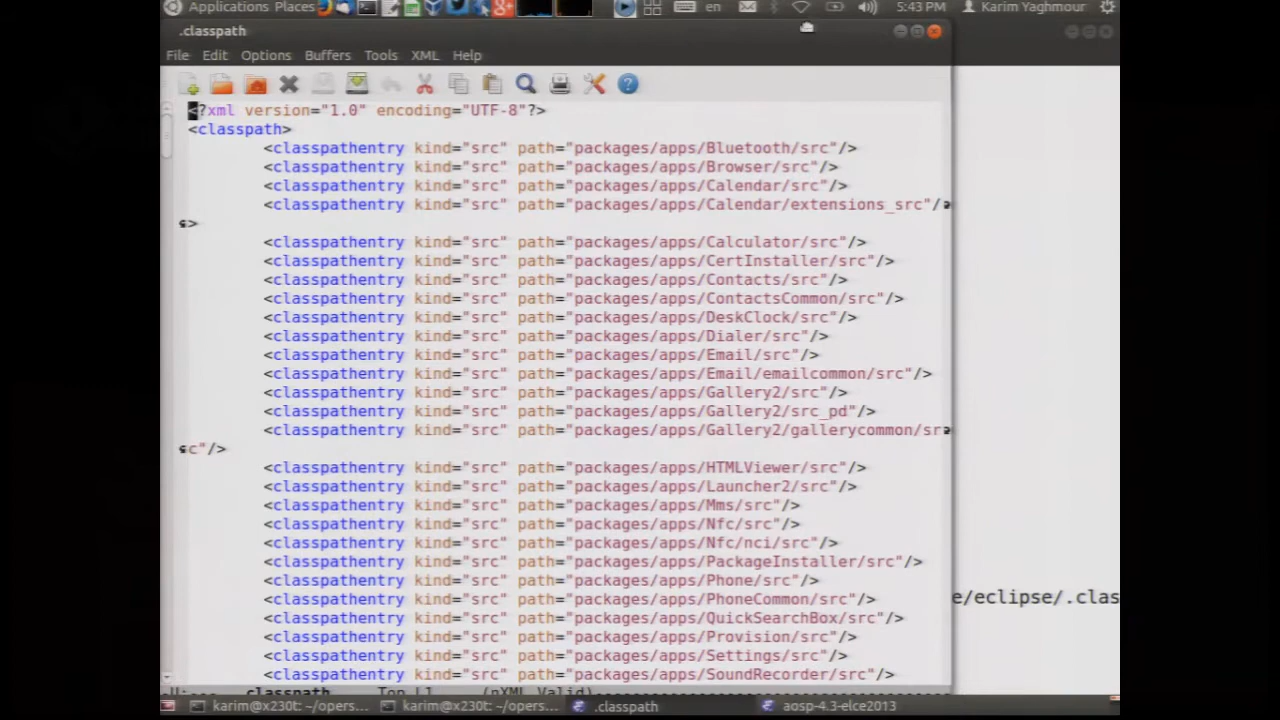 Applications Places en 5:43 PM Karim Yaghmour
.classpath
File Edit Options Buffers Tools XML Help
<?xml version="1.0" encoding="UTF-8"?>
<classpath>
<classpathentry kind="src" path="packages/apps/Bluetooth/src"/>
<classpathentry kind="src" path="packages/apps/Browser/src"/>
<classpathentry kind="src" path="packages/apps/Calendar/src"/>
<classpathentry kind="src" path="packages/apps/Calendar/extensions_src"/
>
<classpathentry kind="src" path="packages/apps/Calculator/src"/>
<classpathentry kind="src" path="packages/apps/CertInstaller/src"/>
<classpathentry kind="src" path="packages/apps/Contacts/src"/>
<classpathentry kind="src" path="packages/apps/ContactsCommon/src"/>
<classpathentry kind="src" path="packages/apps/DeskClock/src"/>
<classpathentry kind="src" path="packages/apps/Dialer/src"/>
<classpathentry kind="src" path="packages/apps/Email/src"/>
<classpathentry kind="src" path="packages/apps/Email/emailcommon/src"/>
<classpathentry kind="src" path="packages/apps/Gallery2/src"/>
<classpathentry kind="src" path="packages/apps/Gallery2/src_pd"/>
<classpathentry kind="src" path="packages/apps/Gallery2/gallerycommon/sr
c"/>
<classpathentry kind="src" path="packages/apps/HTMLViewer/src"/>
<classpathentry kind="src" path="packages/apps/Launcher2/src"/>
<classpathentry kind="src" path="packages/apps/Mms/src"/>
<classpathentry kind="src" path="packages/apps/Nfc/src"/>
<classpathentry kind="src" path="packages/apps/Nfc/nci/src"/>
<classpathentry kind="src" path="packages/apps/PackageInstaller/src"/>
<classpathentry kind="src" path="packages/apps/Phone/src"/>
<classpathentry kind="src" path="packages/apps/PhoneCommon/src"/>
e/eclipse/.clas
<classpathentry kind="src" path="packages/apps/QuickSearchBox/src"/>
<classpathentry kind="src" path="packages/apps/Provision/src"/>
<classpathentry kind="src" path="packages/apps/Settings/src"/>
<classpathentry kind="src" path="packages/apps/SoundRecorder/src"/>
U:--- .classpath Top L1 (nXML Valid)
karim@x230t: ~/opers... karim@x230t: ~/opers... .classpath aosp-4.3-elce2013